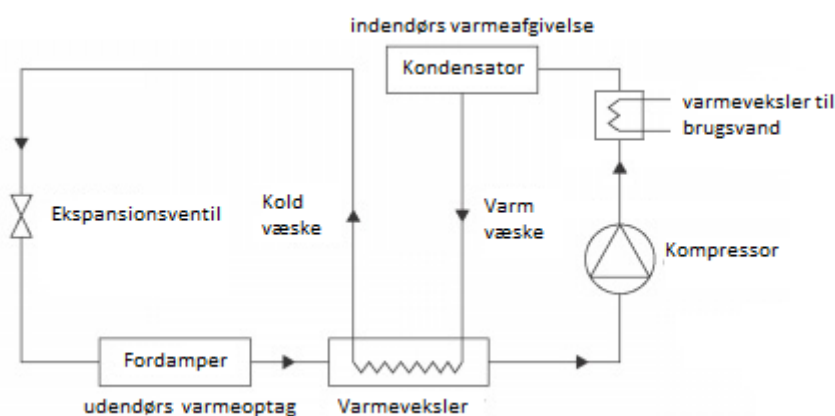 indendørs varmeafgivelse
Kondensator
varmeveksler til
brugsvand
Ekspansionsventil
Kold
væske
Varm
væske
Kompressor
Fordamper
udendørs varmeoptag
Varmeveksler